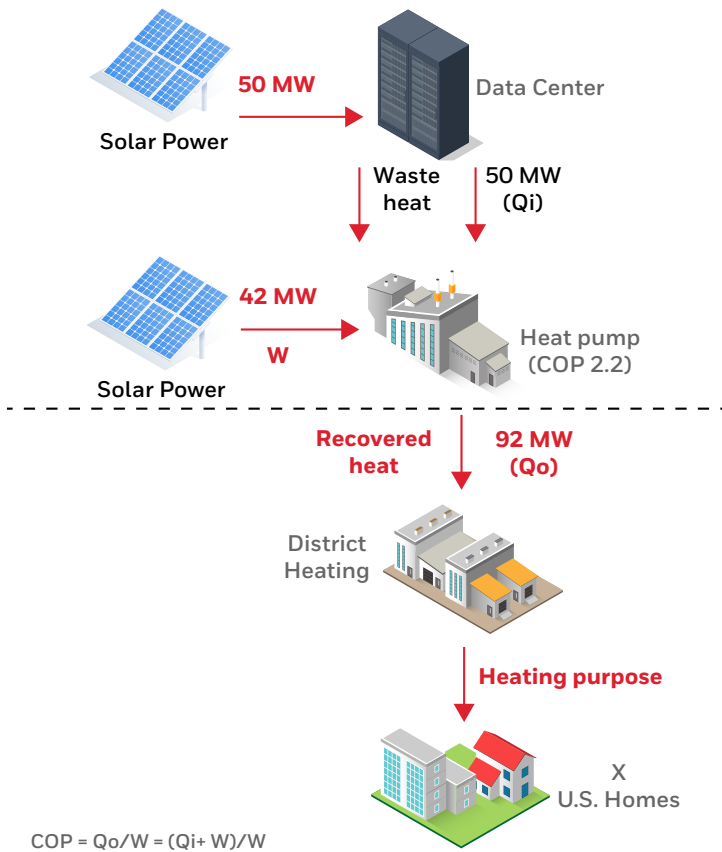 50 MW
Data Center
Solar Power
Waste
heat
50 MW
(Qi)
42 MW
W
Heat pump
(COP 2.2)
Solar Power
Recovered
heat
92 MW
(Qo)
District
Heating
Heating purpose
X
U.S. Homes
COP = Qo/W = (Qi+ W)/W